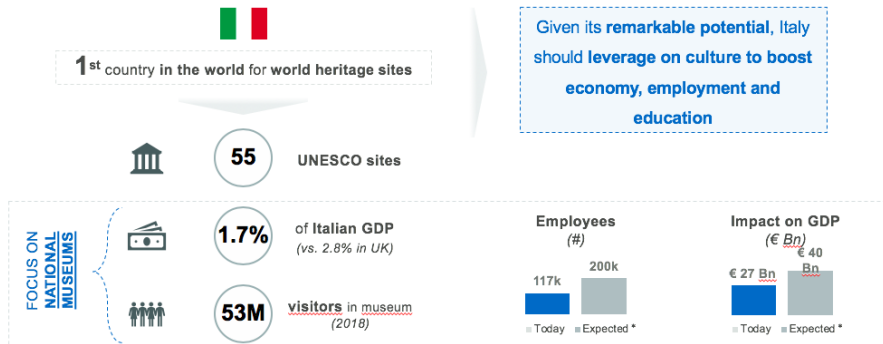 1st country in the world for world heritage sites
Given its remarkable potential, Italy
should leverage on culture to boost
economy, employment and
education
55
UNESCO sites
FOCUS ON
NATIONAL
MUSEUMS
1.7%
of Italian GDP
(vs. 2.8% in UK)
53M
visitors in museum
(2018)
Employees
(#)
117k
200k
Today
Expected *
Impact on GDP
(€ Bn)
€ 27 Bn
€ 40
Bn
Today
Expected *